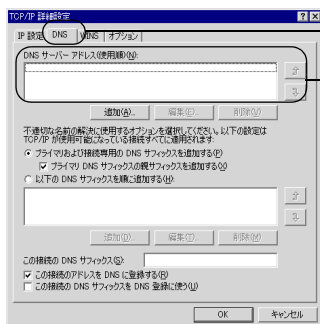 TCP/IP 詳細設定
IP 設定 DNS WINS オプション
DNS サーバー アドレス(使用順)(N):
追加(A)... 編集(E)... 削除(V)
不適切な名前の解決に使用するオプションを選択してください。以下の設定は
TCP/IP が使用可能になっている接続すべてに適用されます:
プライマリおよび接続専用の DNS サフィックスを追加する(P)
プライマリ DNS サフィックスの親サフィックスを追加する(X)
以下の DNS サフィックスを順に追加する(H):
追加(D)... 編集(I)... 削除(M)
この接続の DNS サフィックス(S):
この接続のアドレスを DNS に登録する(R)
この接続の DNS サフィックスを DNS 登録に使う(U)
OK キャンセル